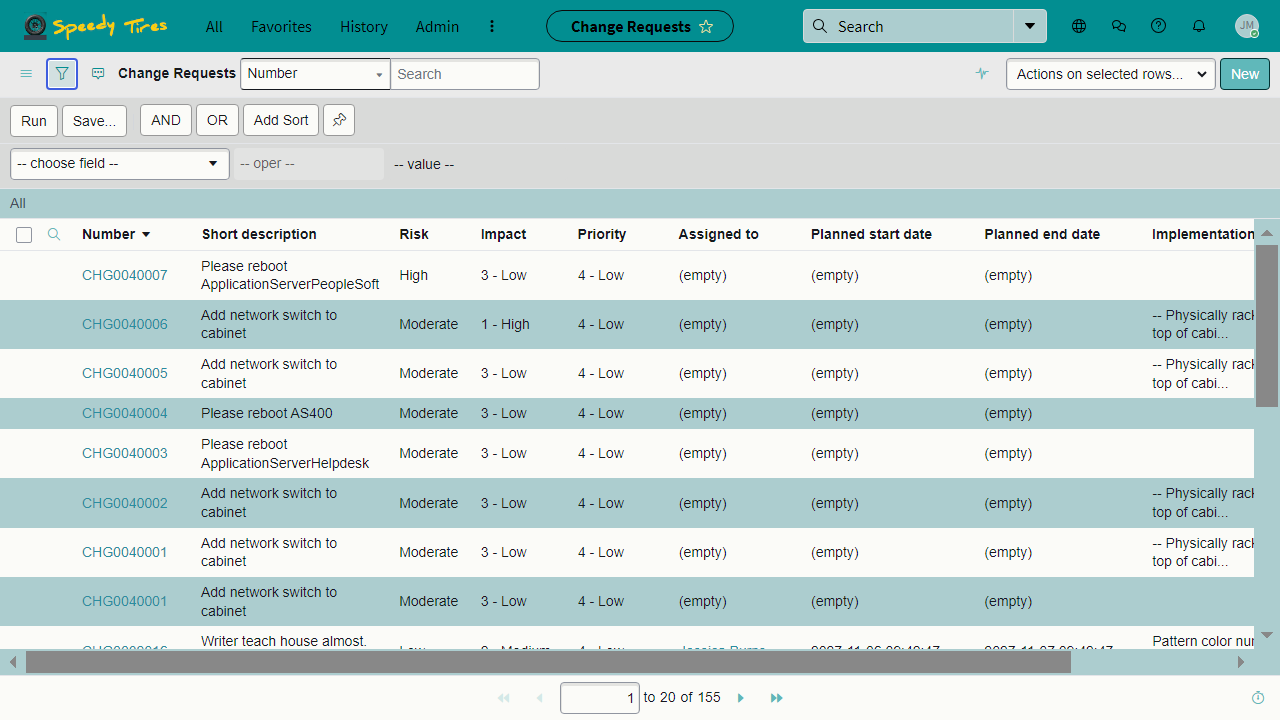 Speedy Tires All Favorites History Admin Change Requests Search JM
Change Requests Number Search Actions on selected rows... New
Run Save... AND OR Add Sort
-- choose field -- -- oper -- -- value --
All
Number Short description Risk Impact Priority Assigned to Planned start date Planned end date Implementation
CHG0040007 Please reboot ApplicationServerPeopleSoft High 3 - Low 4 - Low (empty) (empty) (empty)
CHG0040006 Add network switch to cabinet Moderate 1 - High 4 - Low (empty) (empty) (empty) -- Physically rack top of cabi...
CHG0040005 Add network switch to cabinet Moderate 3 - Low 4 - Low (empty) (empty) (empty) -- Physically rack top of cabi...
CHG0040004 Please reboot AS400 Moderate 3 - Low 4 - Low (empty) (empty) (empty)
CHG0040003 Please reboot ApplicationServerHelpdesk Moderate 3 - Low 4 - Low (empty) (empty) (empty)
CHG0040002 Add network switch to cabinet Moderate 3 - Low 4 - Low (empty) (empty) (empty) -- Physically rack top of cabi...
CHG0040001 Add network switch to cabinet Moderate 3 - Low 4 - Low (empty) (empty) (empty) -- Physically rack top of cabi...
CHG0040001 Add network switch to cabinet Moderate 3 - Low 4 - Low (empty) (empty) (empty)
Writer teach house almost. 4 - Low Pattern color
1 to 20 of 155